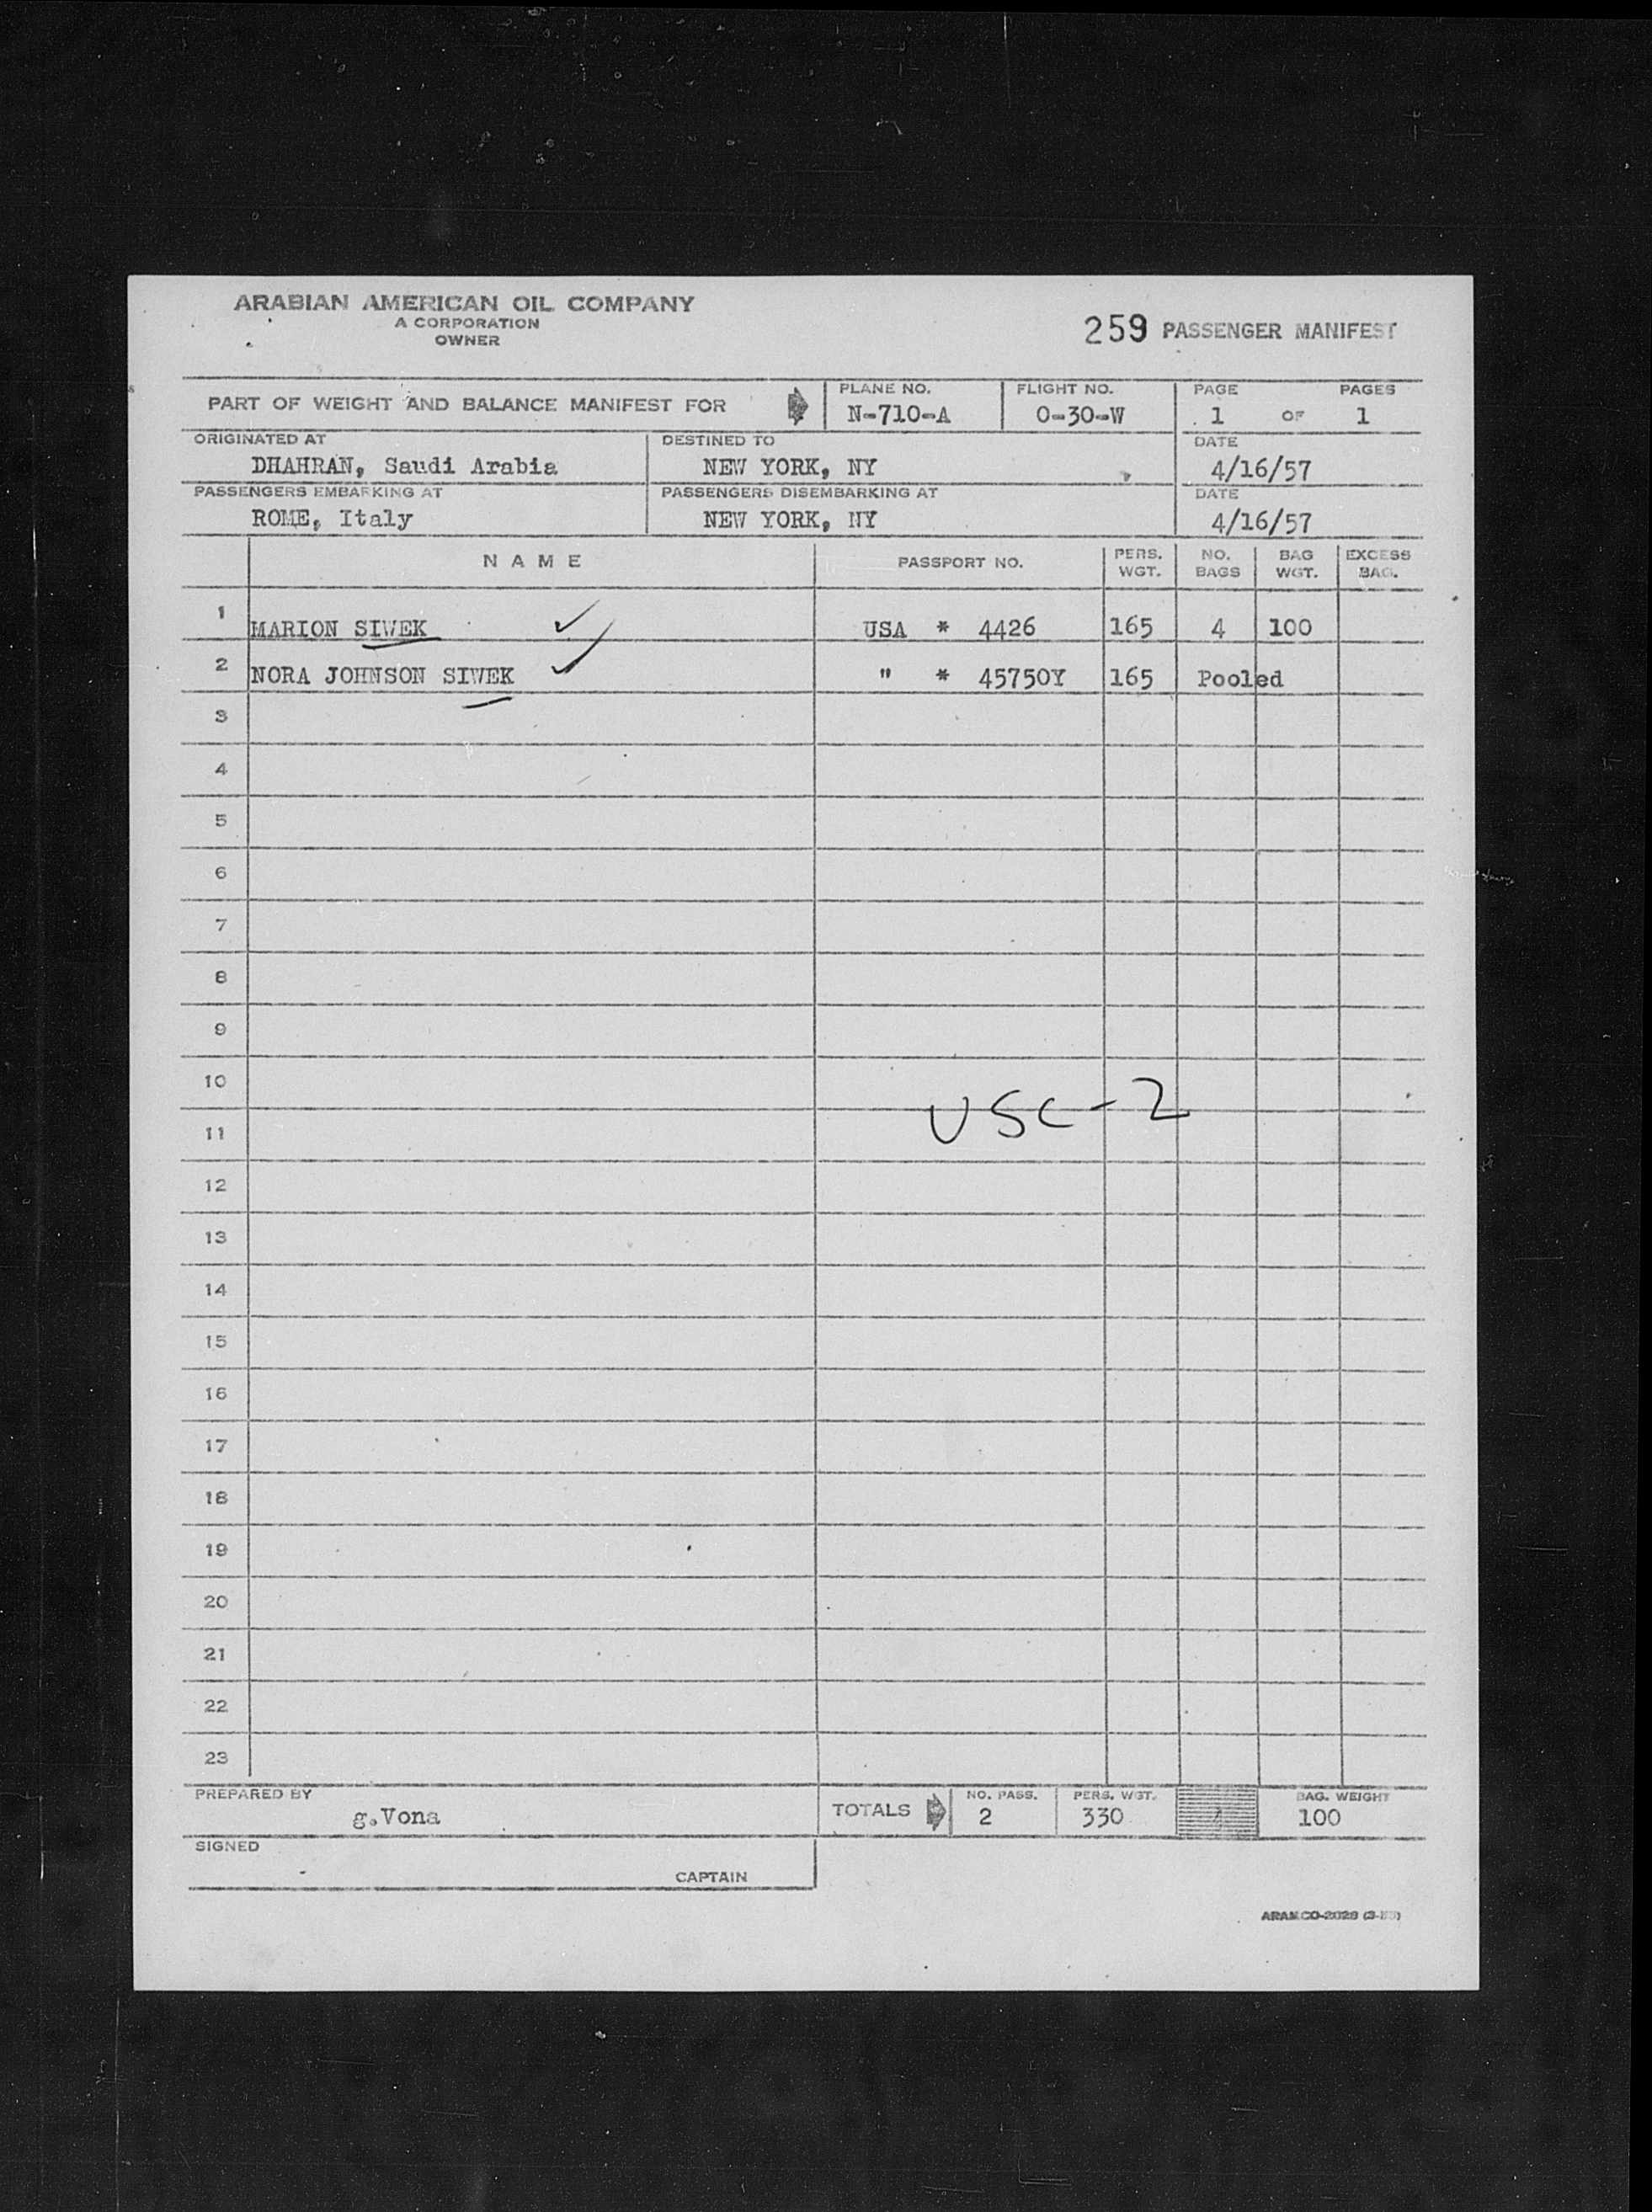 ARABIAN AMERICAN OIL COMPANY
A CORPORATION
OWNER
259 PASSENGER MANIFEST
PART OF WEIGHT AND BALANCE MANIFEST FOR
PLANE NO. FLIGHT NO. PAGE PAGES
N-710-A O-30-W 1 OF 1
ORIGINATED AT DESTINED TO DATE
DHAHRAN, Saudi Arabia NEW YORK, NY 4/16/57
PASSENGERS EMBARKING AT PASSENGERS DISEMBARKING AT DATE
ROME, Italy NEW YORK, NY 4/16/57
NAME PASSPORT NO. PERS. WGT. NO. BAGS BAG WGT. EXCESS BAG.
1 MARION SIWEK USA * 4426 165 4 100
2 NORA JOHNSON SIWEK " * 45750Y 165 Pooled
3
4
5
6
7
8
9
10
USC-2
11
12
13
14
15
16
17
18
19
20
21
22
23
PREPARED BY TOTALS NO. PASS. PERS. WGT. BAG. WEIGHT
g.Vona 2 330 100
SIGNED
CAPTAIN